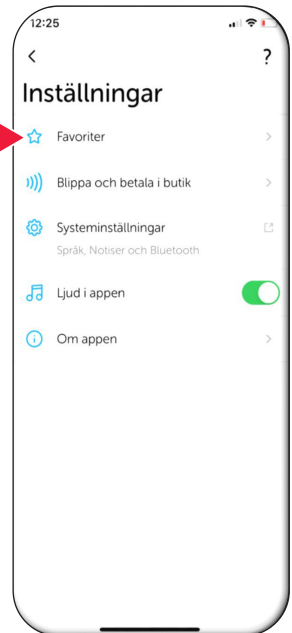 12:25
?
Inställningar
Favoriter
Blippa och betala i butik
Systeminställningar
Språk, Notiser och Bluetooth
Ljud i appen
Om appen